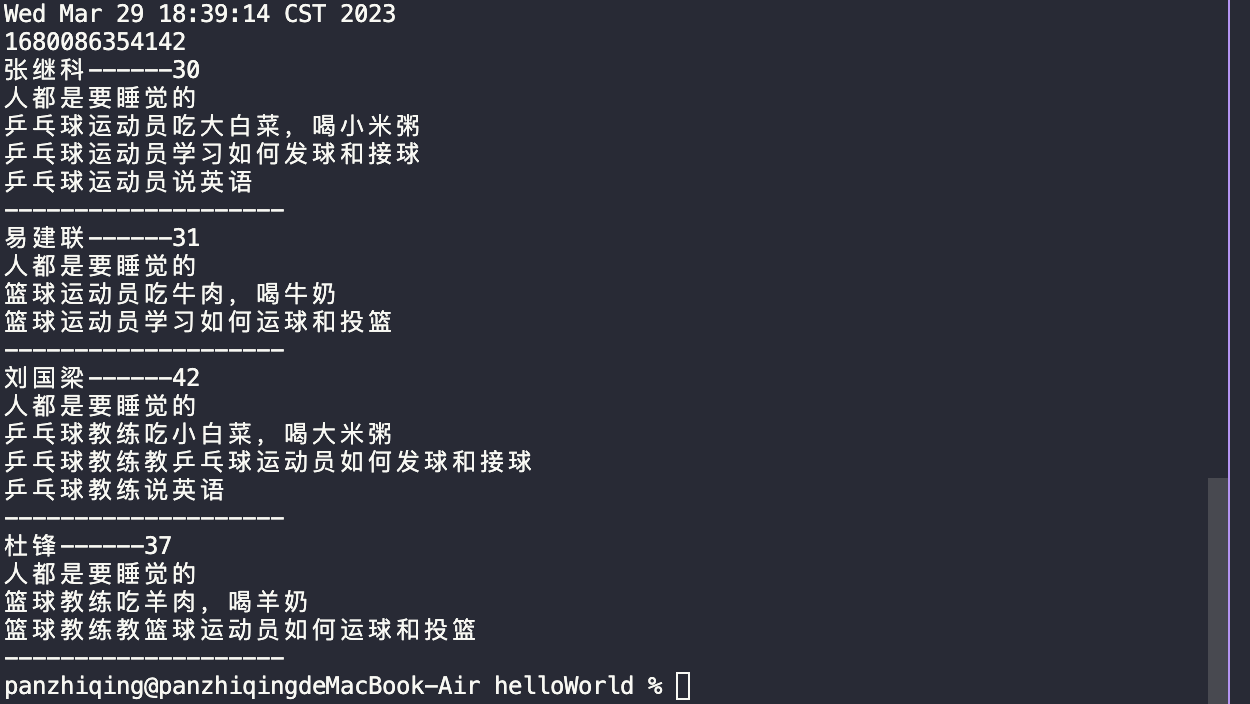 Wed Mar 29 18:39:14 CST 2023
1680086354142
张继科------30
人都是要睡觉的
乒乓球运动员吃大白菜，喝小米粥
乒乓球运动员学习如何发球和接球
乒乓球运动员说英语
--------------------
易建联------31
人都是要睡觉的
篮球运动员吃牛肉，喝牛奶
篮球运动员学习如何运球和投篮
--------------------
刘国梁------42
人都是要睡觉的
乒乓球教练吃小白菜，喝大米粥
乒乓球教练教乒乓球运动员如何发球和接球
乒乓球教练说英语
--------------------
杜锋------37
人都是要睡觉的
篮球教练吃羊肉，喝羊奶
篮球教练教篮球运动员如何运球和投篮
--------------------
panzhiqing@panzhiqingdeMacBook-Air helloWorld %